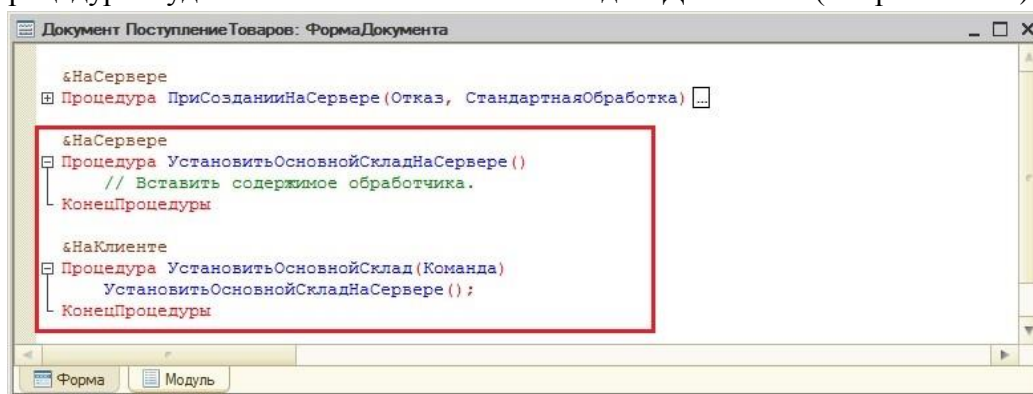 Документ ПоступлениеТоваров: ФормаДокумента
&НаСервере
Процедура ПриСозданииНаСервере(Отказ, СтандартнаяОбработка) ...
&НаСервере
Процедура УстановитьОсновнойСкладНаСервере()
// Вставить содержимое обработчика.
КонецПроцедуры
&НаКлиенте
Процедура УстановитьОсновнойСклад(Команда)
УстановитьОсновнойСкладНаСервере();
КонецПроцедуры
Форма Модуль